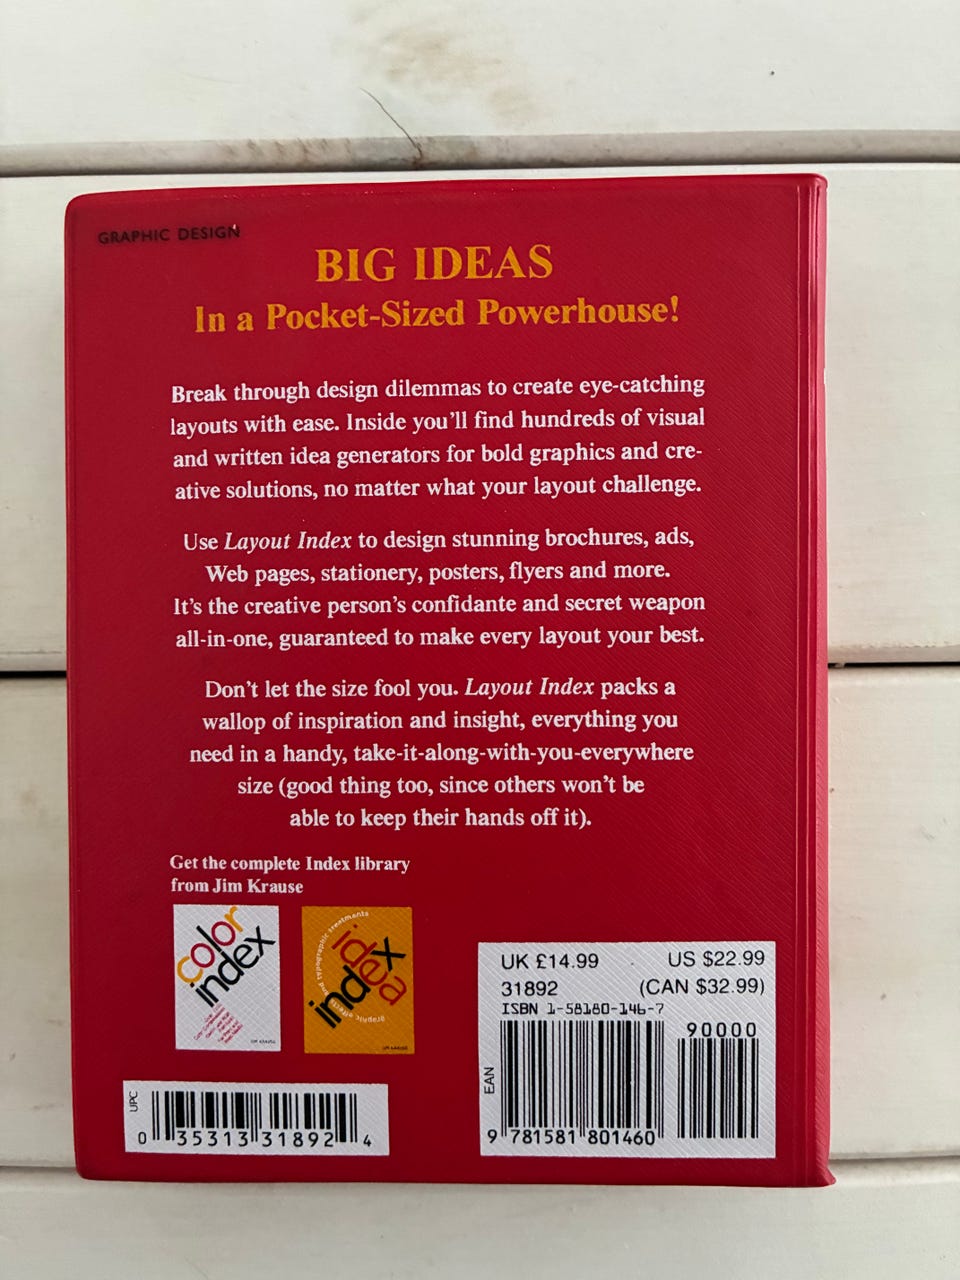 GRAPHIC DESIGN
BIG IDEAS
In a Pocket-Sized Powerhouse!
Break through design dilemmas to create eye-catching
layouts with ease. Inside you'll find hundreds of visual
and written idea generators for bold graphics and cre-
ative solutions, no matter what your layout challenge.
Use Layout Index to design stunning brochures, ads,
Web pages, stationery, posters, flyers and more.
It's the creative person's confidante and secret weapon
all-in-one, guaranteed to make every layout your best.
Don't let the size fool you. Layout Index packs a
wallop of inspiration and insight, everything you
need in a handy, take-it-along-with-you-everywhere
size (good thing too, since others won't be
able to keep their hands off it).
Get the complete Index library
from Jim Krause
color
index
idea
index
graphic effects and typographic treatments
UPC
0 35313 31892 4
UK £14.99
US $22.99
31892
(CAN $32.99)
ISBN 1-58180-146-7
90000
EAN
9 781581 801460